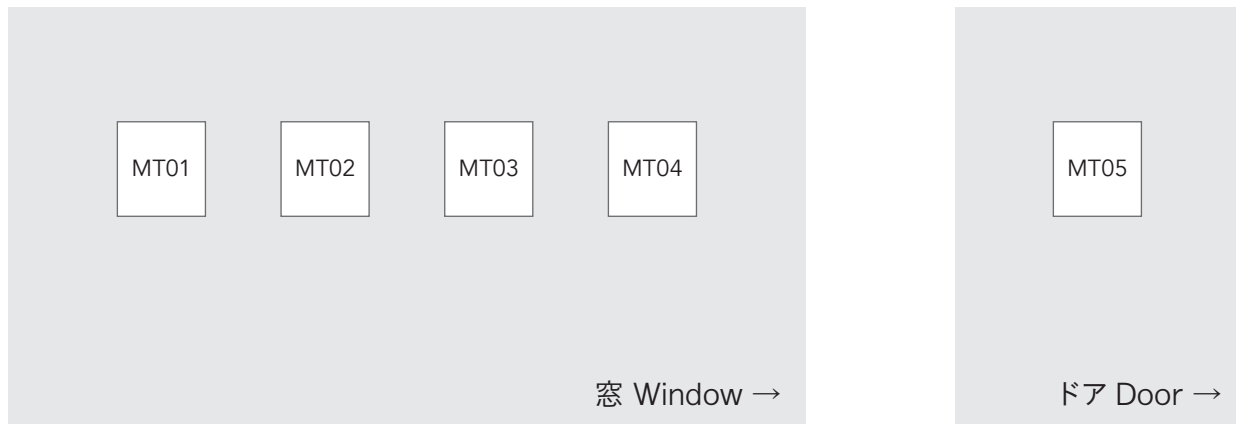 MT01 MT02 MT03 MT04 MT05
窓 Window → ドア Door →